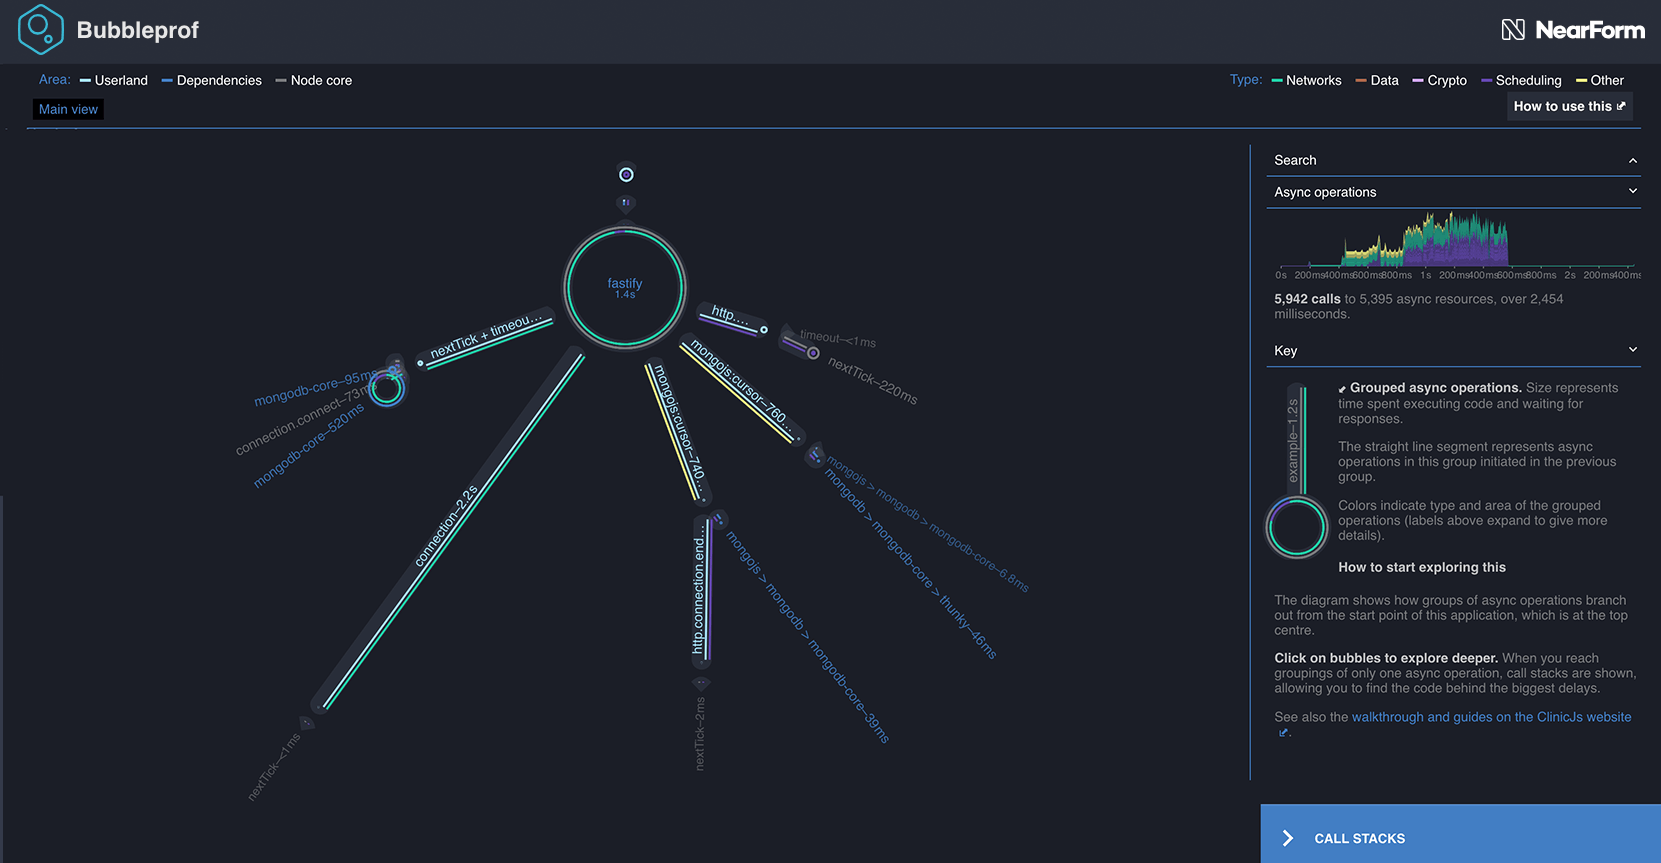 Bubbleprof
NearForm
Area: Userland Dependencies Node core
Type: Networks Data Crypto Scheduling Other
Main view
How to use this
fastify
1.4s
nextTick + timeou...
http....
timeout–<1ms
nextTick–220ms
mongodb-core–95ms
connection.connect–73ms
mongodb-core–520ms
mongojs:cursor–760...
mongojs:cursor–740...
connection–2.2s
mongojs > mongodb > mongodb-core–6.8ms
mongodb > mongodb-core > thunky–46ms
http.connection.end...
mongojs > mongodb > mongodb-core–39ms
nextTick–2ms
nextTick–<1ms
Search
Async operations
0s 200ms 400ms 600ms 800ms 1s 200ms 400ms 600ms 800ms 2s 200ms 400ms
5,942 calls to 5,395 async resources, over 2,454
milliseconds.
Key
example–1.2s
Grouped async operations. Size represents
time spent executing code and waiting for
responses.
The straight line segment represents async
operations in this group initiated in the previous
group.
Colors indicate type and area of the grouped
operations (labels above expand to give more
details).
How to start exploring this
The diagram shows how groups of async operations branch
out from the start point of this application, which is at the top
centre.
Click on bubbles to explore deeper. When you reach
groupings of only one async operation, call stacks are shown,
allowing you to find the code behind the biggest delays.
See also the walkthrough and guides on the ClinicJs website
.
CALL STACKS